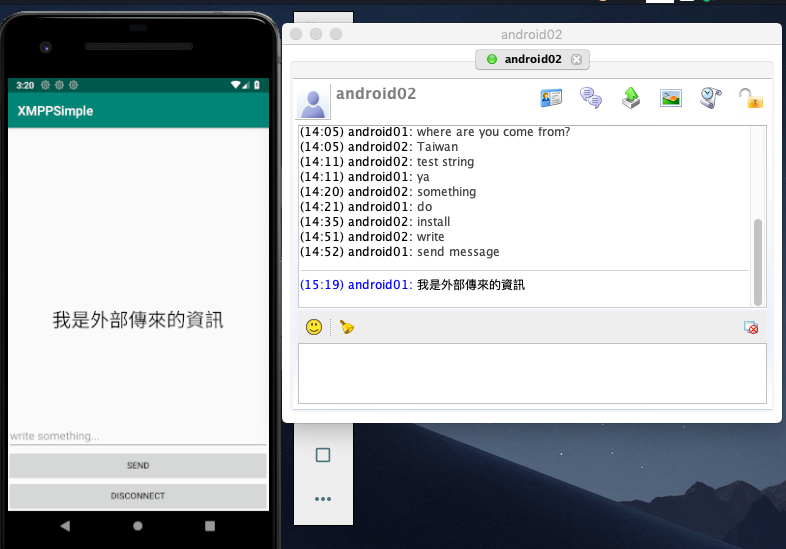 3:20
XMPPSimple
我是外部傳來的資訊
write something...
SEND
DISCONNECT
android02
android02
android02
(14:05) android01: where are you come from?
(14:05) android02: Taiwan
(14:11) android02: test string
(14:11) android01: ya
(14:20) android02: something
(14:21) android01: do
(14:35) android02: install
(14:51) android02: write
(14:52) android01: send message
(15:19) android01: 我是外部傳來的資訊